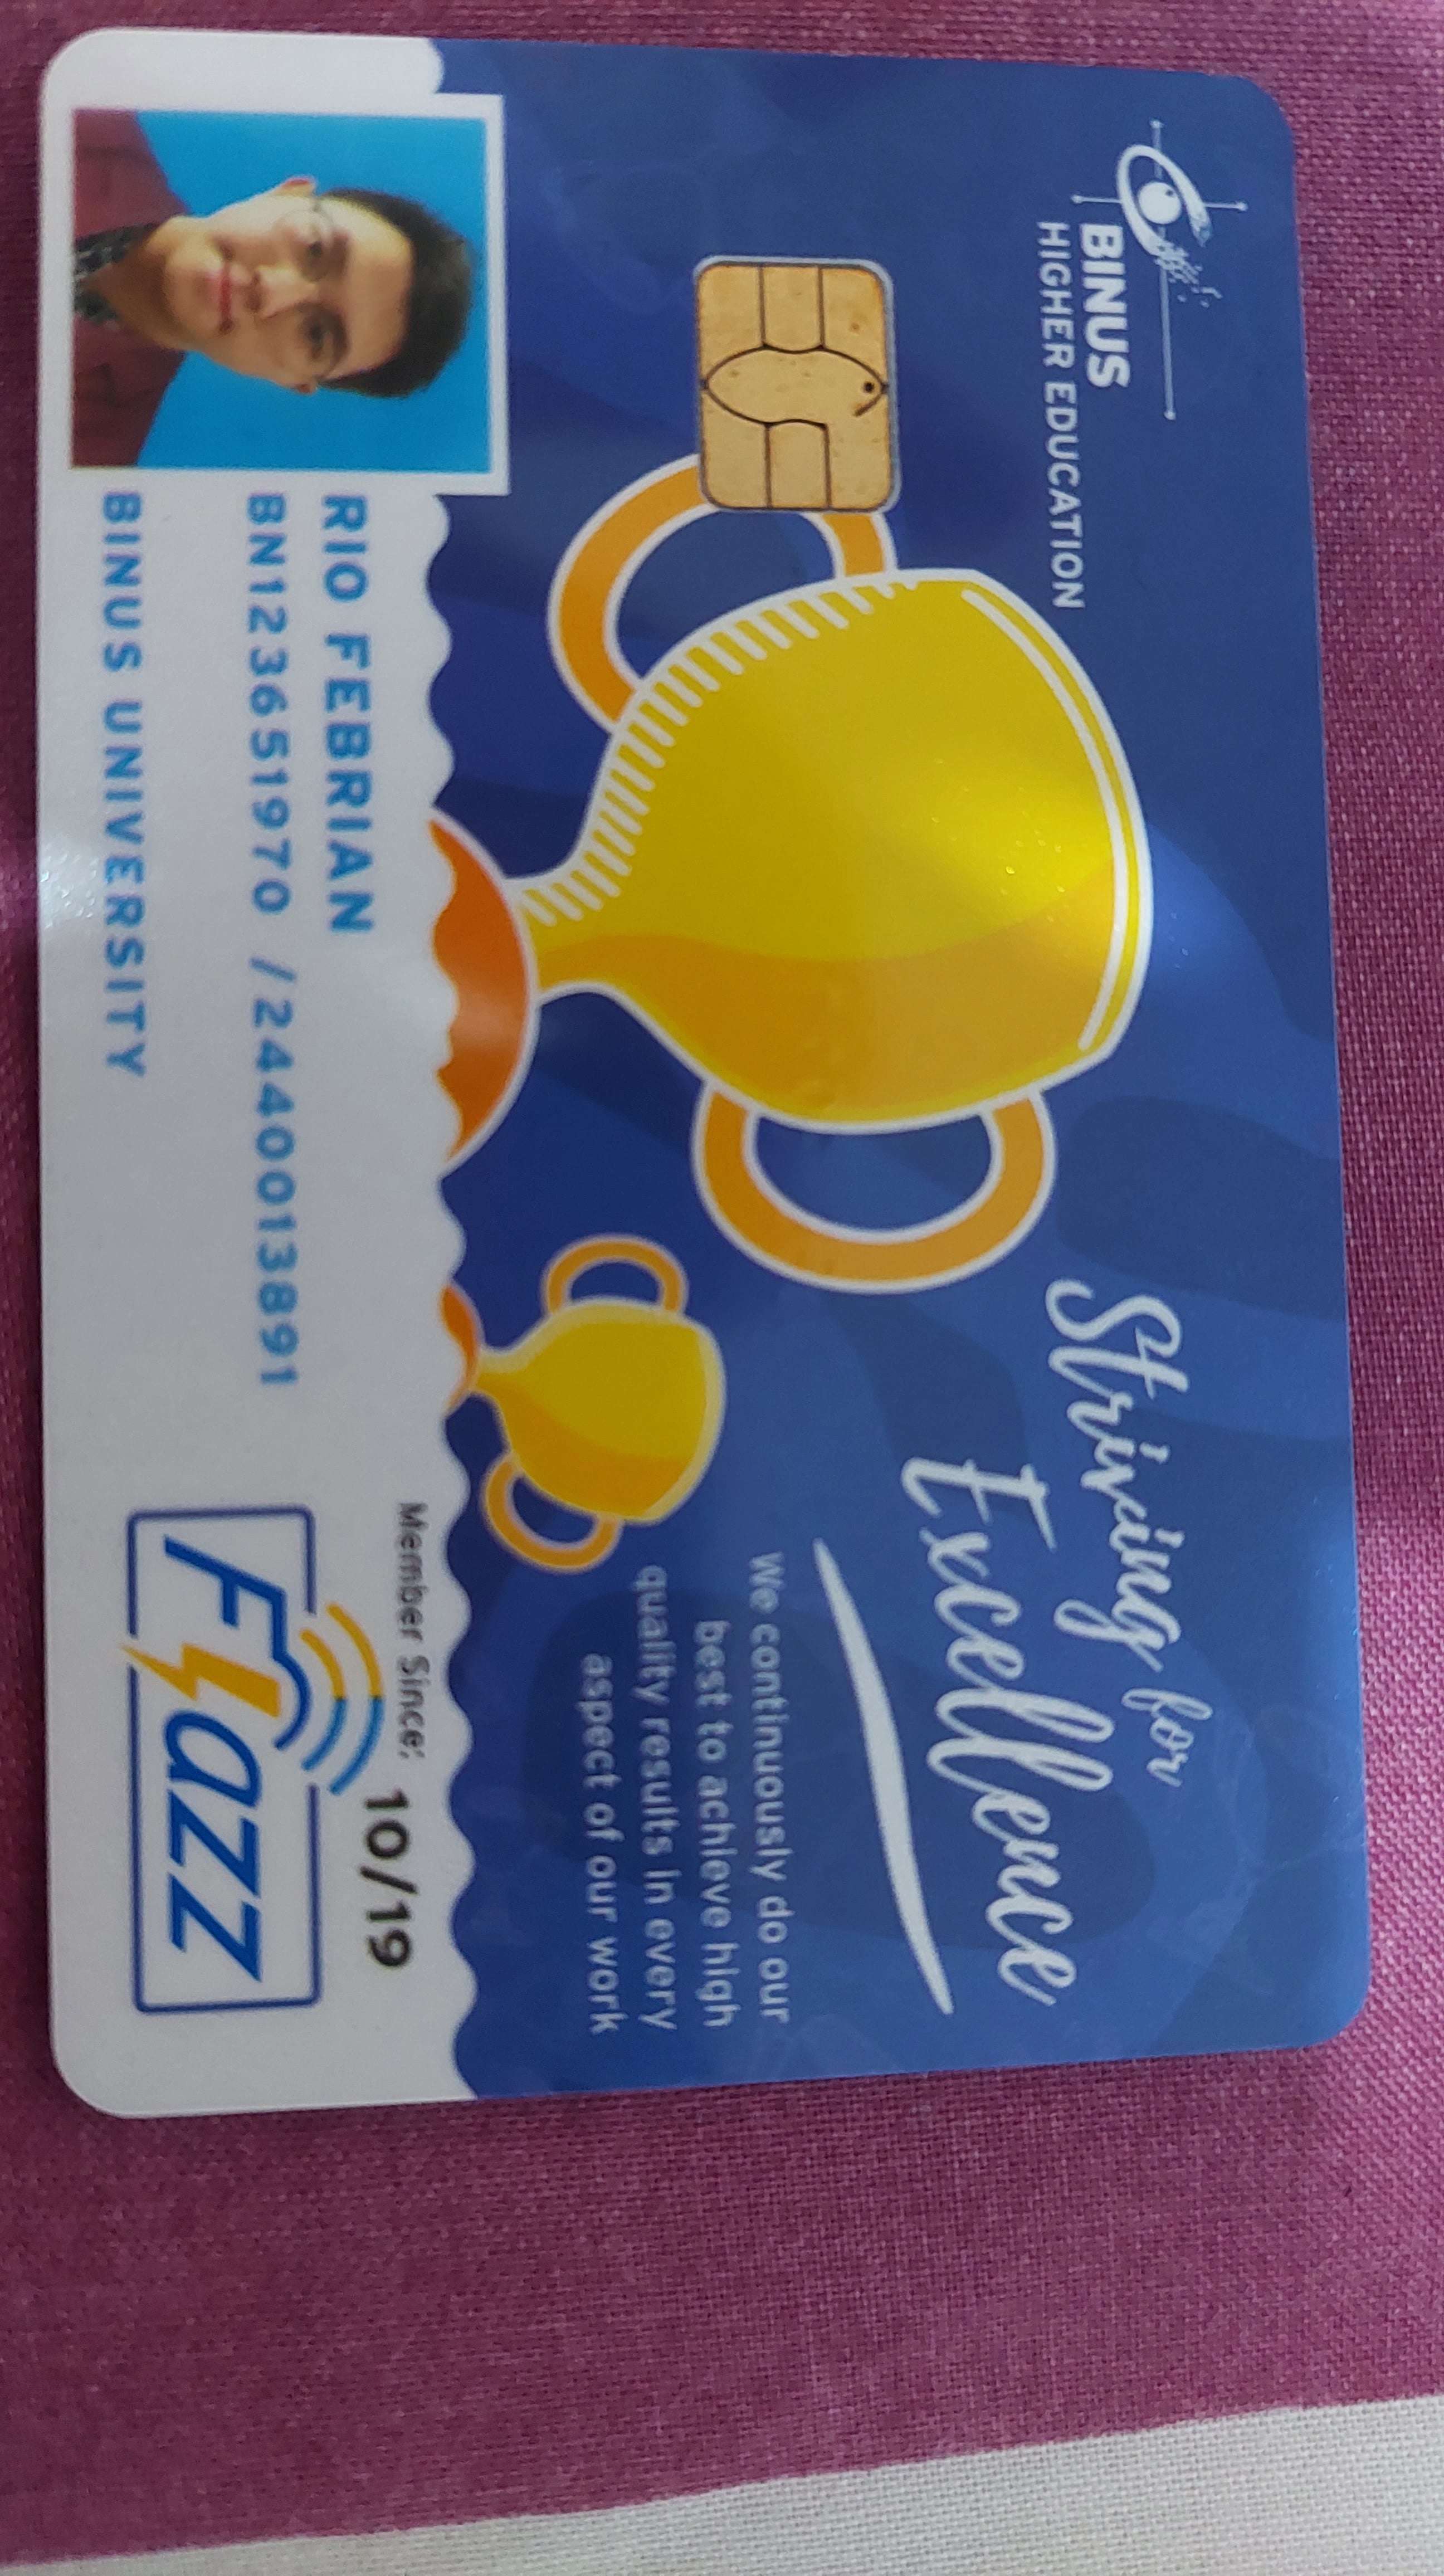 BINUS
HIGHER EDUCATION
Striving for
Excellence
We continuously do our
best to achieve high
quality results in every
aspect of our work
Member Since: 10/19
RIO FEBRIAN
BN123651970 /2440013891
BINUS UNIVERSITY
Flazz